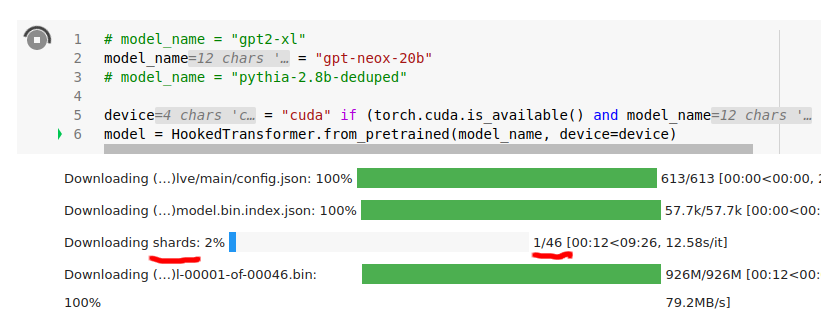 1 # model_name = "gpt2-xl"
2 model_name=12 chars '… = "gpt-neox-20b"
3 # model_name = "pythia-2.8b-deduped"
4
5 device=4 chars 'c… = "cuda" if (torch.cuda.is_available() and model_name=12 chars '…
6 model = HookedTransformer.from_pretrained(model_name, device=device)
Downloading (…)lve/main/config.json: 100% 613/613 [00:00<00:00, 2
Downloading (…)model.bin.index.json: 100% 57.7k/57.7k [00:00<00:
Downloading shards: 2% 1/46 [00:12<09:26, 12.58s/it]
Downloading (…)l-00001-of-00046.bin: 926M/926M [00:12<00:
100% 79.2MB/s]